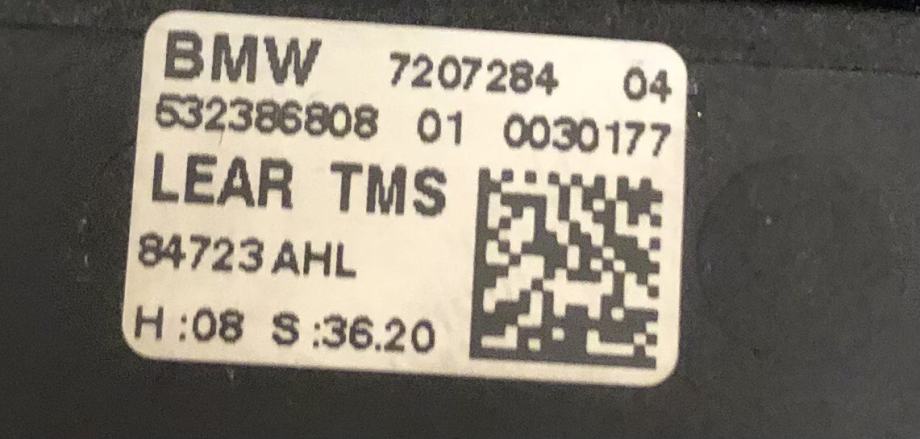 BMW 7207284 04
532386808 01 0030177
LEAR TMS
84723AHL
H :08 S :36.20